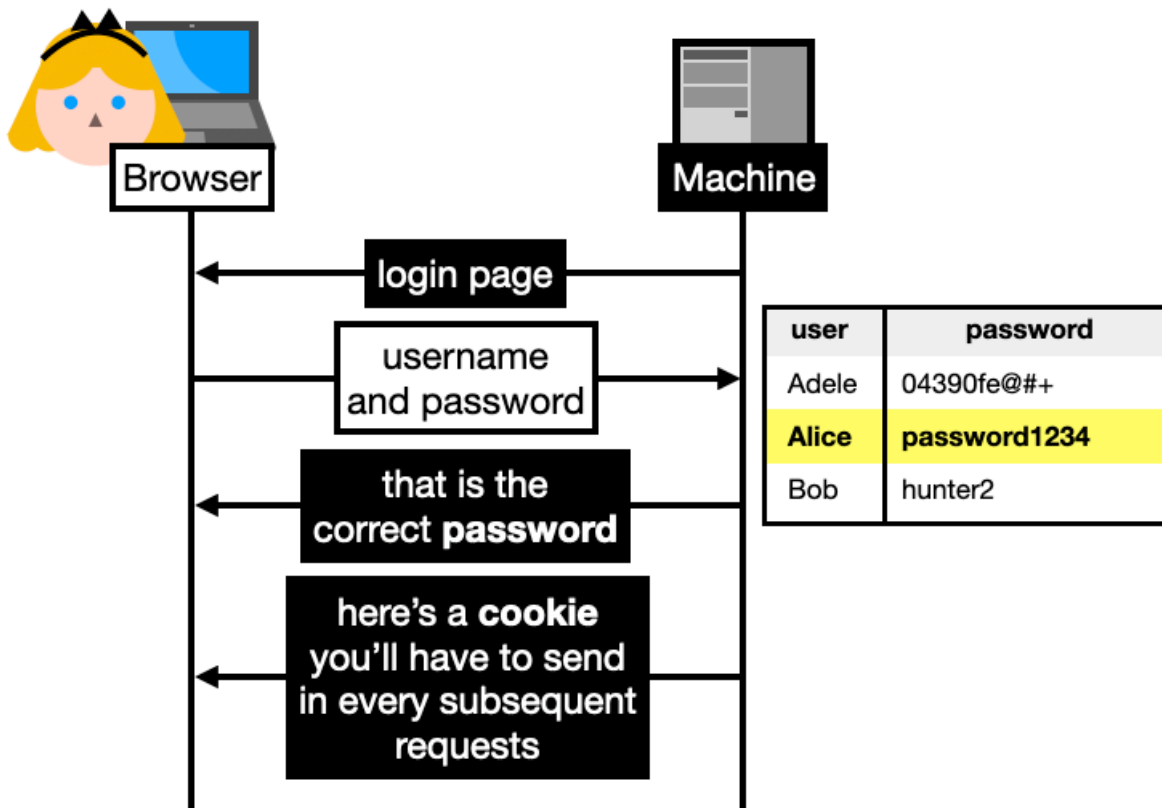 Browser
Machine
login page
username
and password
user password
Adele 04390fe@#+
Alice password1234
Bob hunter2
that is the
correct password
here's a cookie
you'll have to send
in every subsequent
requests